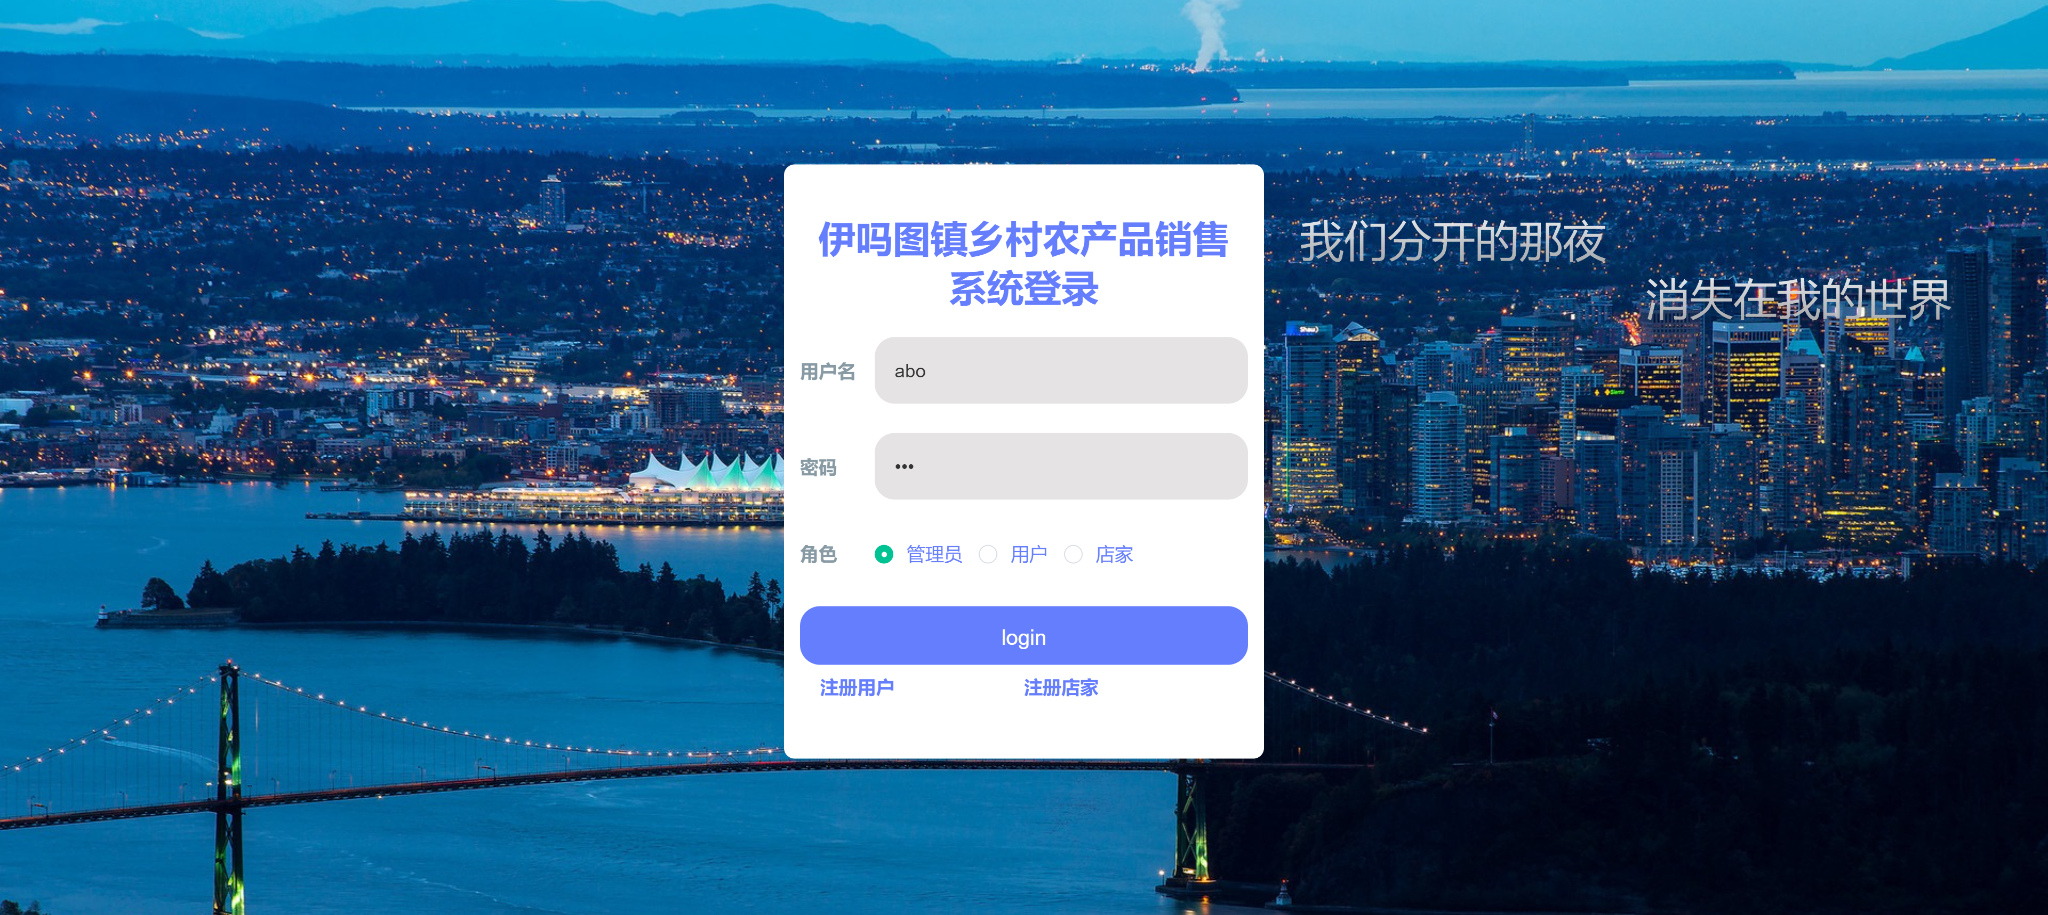 伊吗图镇乡村农产品销售
系统登录
我们分开的那夜
消失在我的世界
用户名
abo
密码
•••
角色
管理员 用户 店家
login
注册用户 注册店家
Shaw)